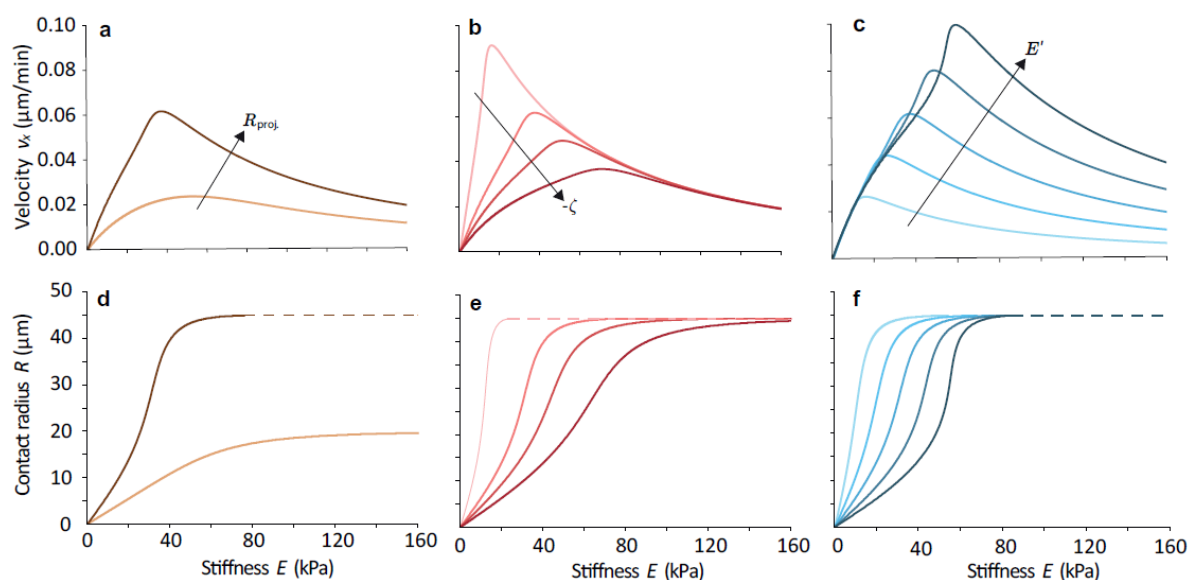 a
b
c
Velocity vₓ (µm/min)
0.10
0.08
0.06
0.04
0.02
0.00
R_proj.
-ζ
E'
d
e
f
Contact radius R (µm)
50
40
30
20
10
0
0 40 80 120 160
0 40 80 120 160
0 40 80 120 160
Stiffness E (kPa)
Stiffness E (kPa)
Stiffness E (kPa)